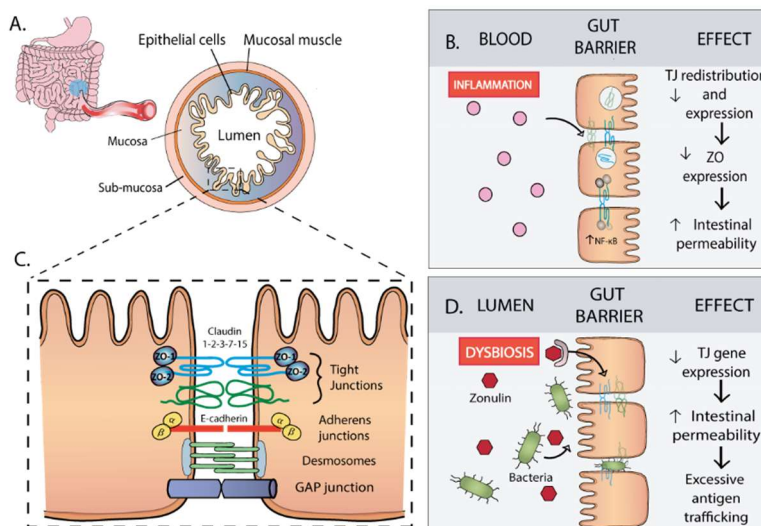 A.
Epithelial cells
Mucosal muscle
Lumen
Mucosa
Sub-mucosa
B.
BLOOD
GUT
BARRIER
EFFECT
INFLAMMATION
↑NF-κB
TJ redistribution
↓ and
expression
↓ ZO
expression
↑ Intestinal
permeability
C.
Claudin
1-2-3-7-15
ZO-1
ZO-1
ZO-2
ZO-2
Tight
Junctions
E-cadherin
α
β
α
β
Adherens
junctions
Desmosomes
GAP junction
D.
LUMEN
GUT
BARRIER
EFFECT
DYSBIOSIS
Zonulin
Bacteria
↓ TJ gene
expression
↑ Intestinal
permeability
Excessive
antigen
trafficking